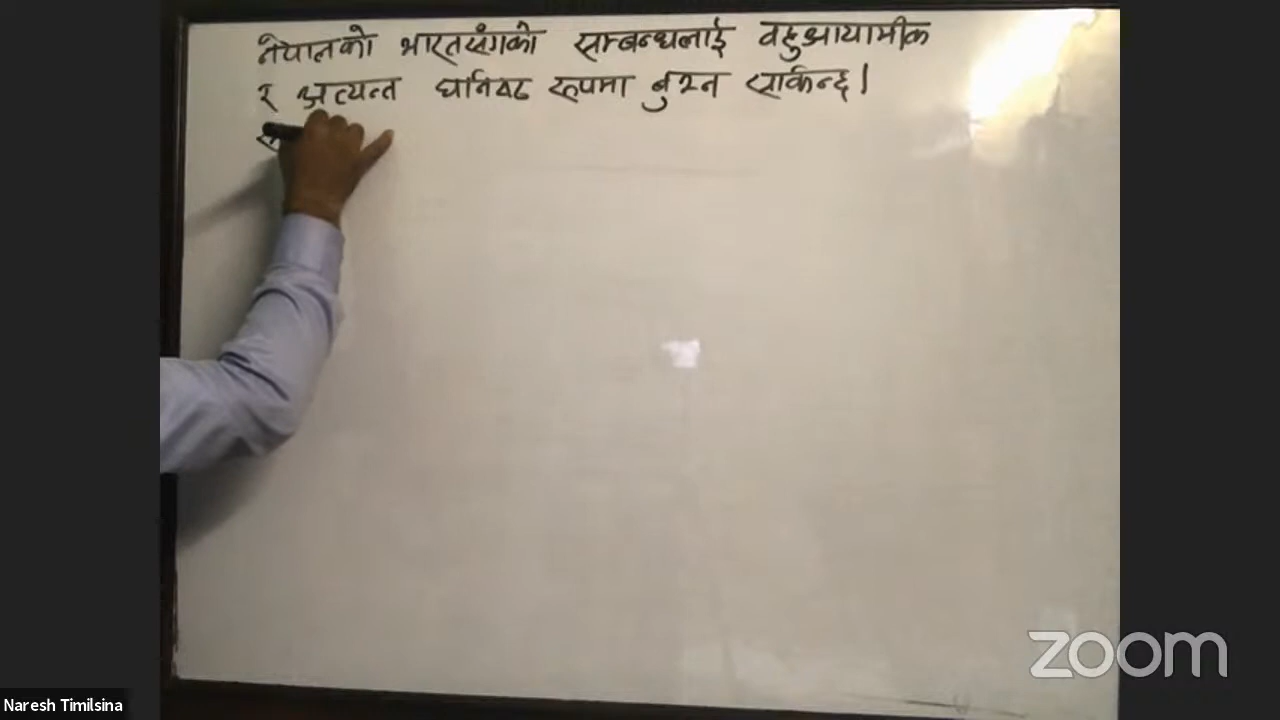 नेपालको भारतसंगको सम्बन्धलाई बहुआयामीक
र अत्यन्त घनिष्ठ रूपमा बुझ्न सकिन्छ।
zoom
Naresh Timilsina